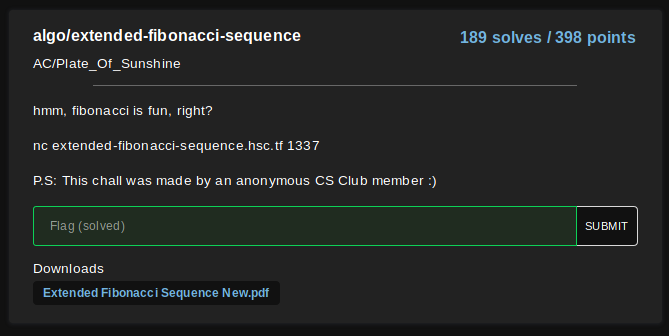 algo/extended-fibonacci-sequence
189 solves / 398 points
AC/Plate_Of_Sunshine
hmm, fibonacci is fun, right?
nc extended-fibonacci-sequence.hsc.tf 1337
P.S: This chall was made by an anonymous CS Club member :)
Flag (solved)
SUBMIT
Downloads
Extended Fibonacci Sequence New.pdf